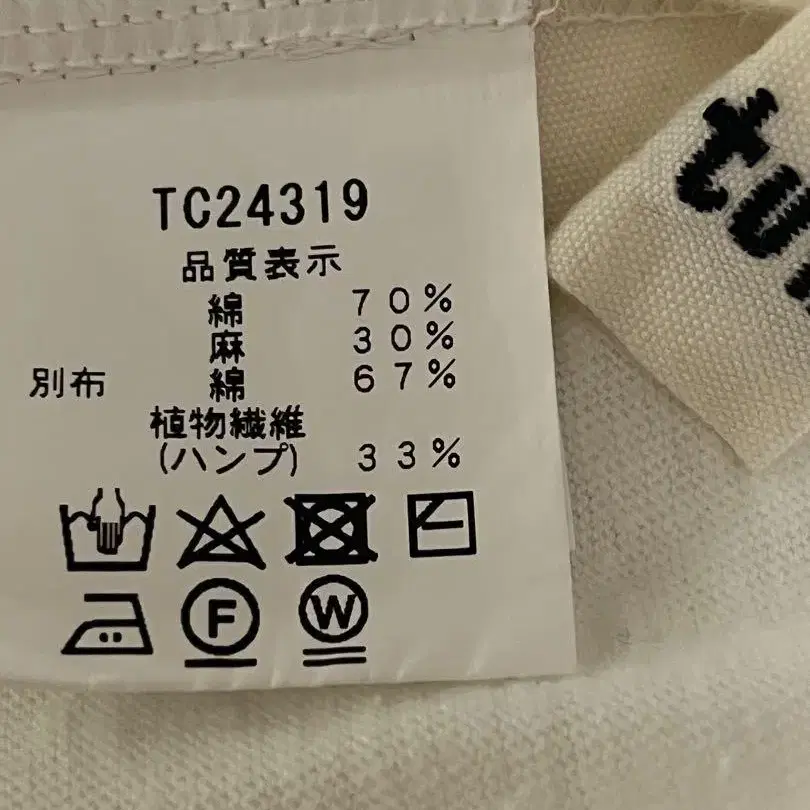 TC24319
品質表示
綿 70%
麻 30%
別布 綿 67%
植物繊維
(ハンプ) 33%
F W